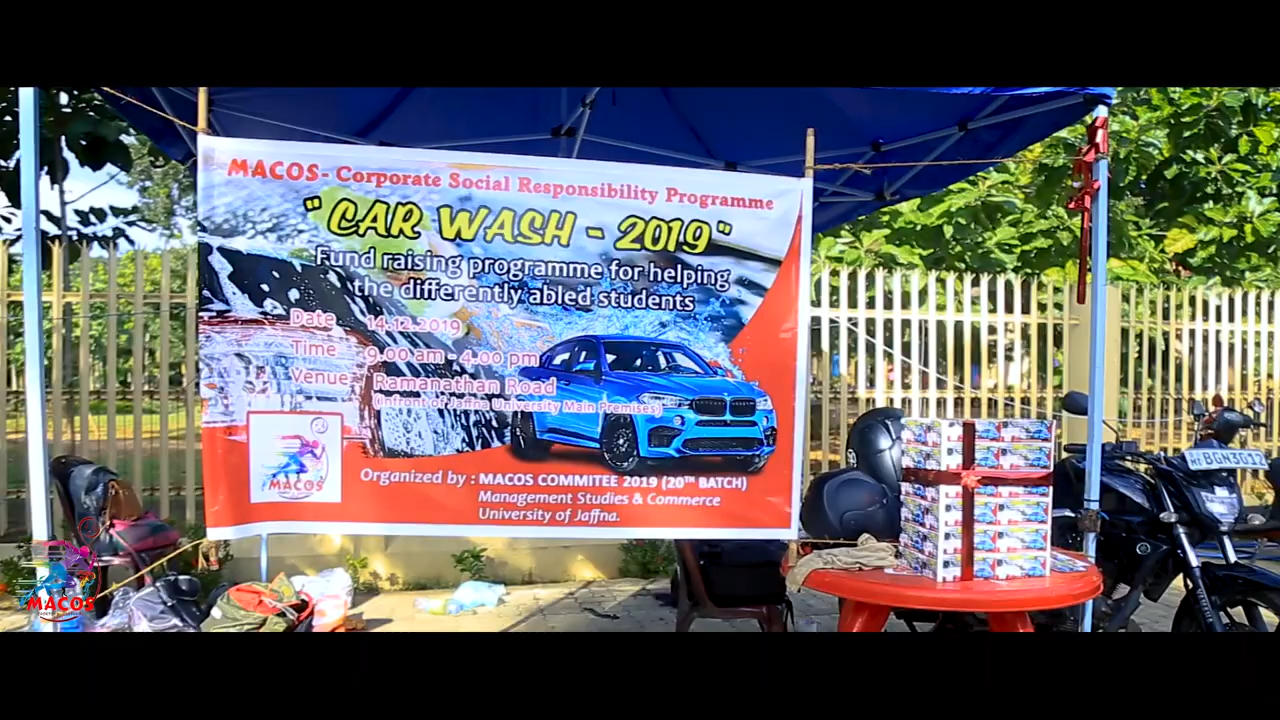 MACOS- Corporate Social Responsibility Programme
"CAR WASH - 2019"
Fund raising programme for helping
the differently abled students
Date 14.12.2019
Time 9.00 am - 4.00 pm
Venue Ramanathan Road
(Infront of Jaffna University Main Premises)
MACOS
Organized by : MACOS COMMITEE 2019 (20TH BATCH)
Management Studies & Commerce
University of Jaffna.
BGN3012
MACOS